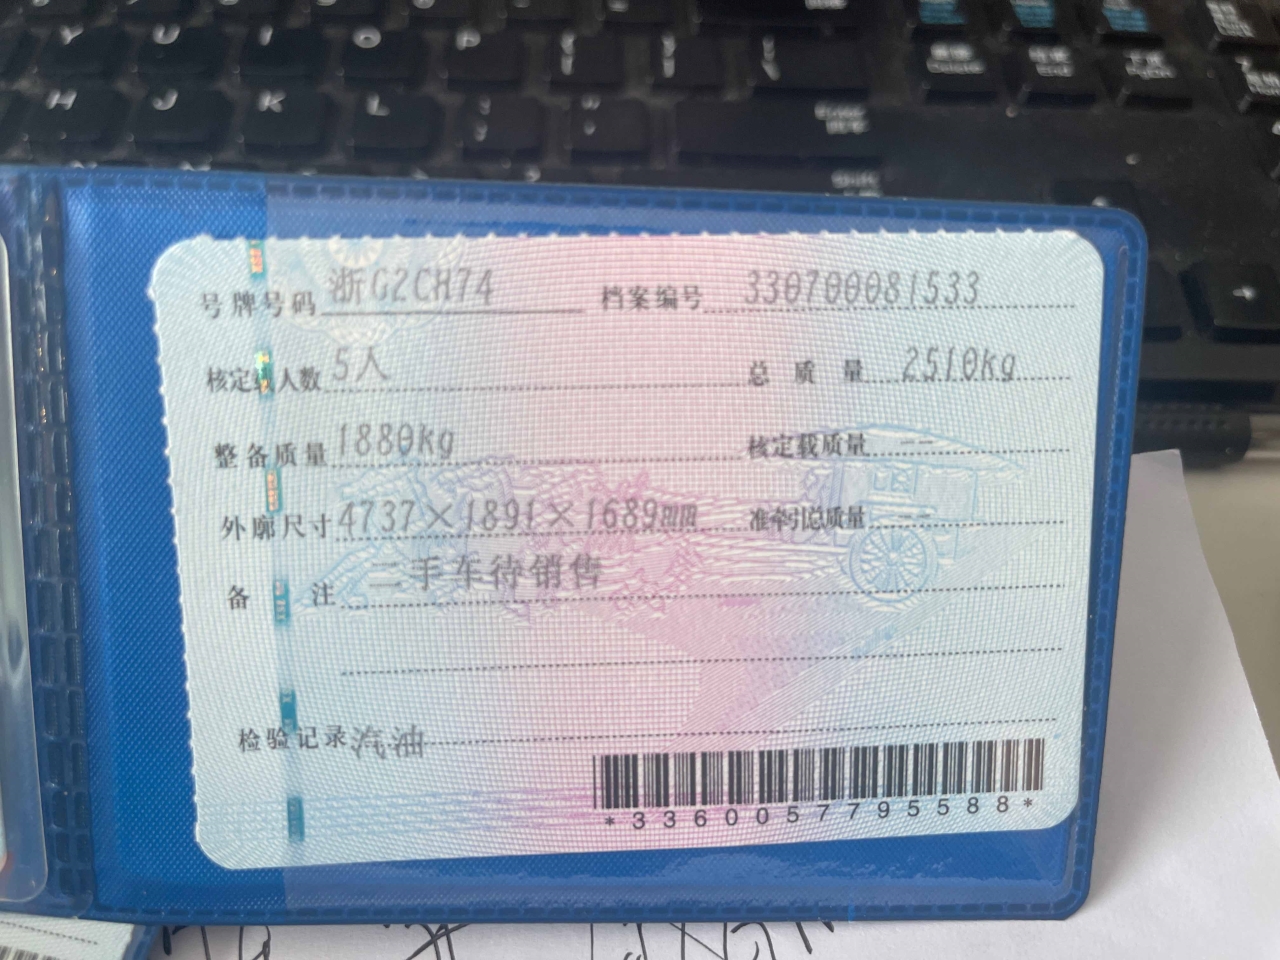 Y U I O P
H J K L
Enter
End
号牌号码 浙G2CH74 档案编号 330700081533
核定载人数 5人 总质量 2510kg
整备质量 1880kg 核定载质量 --
外廓尺寸 4737×1891×1689mm 准牵引总质量
备注 二手车待销售
检验记录 汽油
*3360057795588*